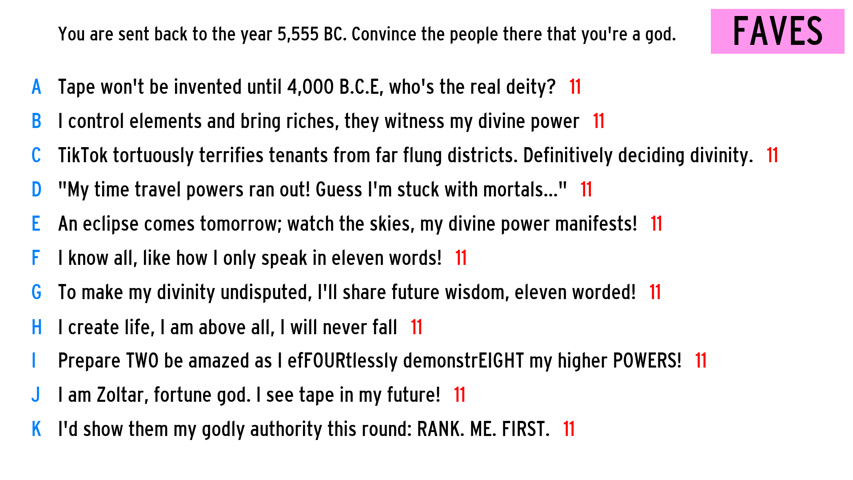 You are sent back to the year 5,555 BC. Convince the people there that you're a god.
FAVES
A Tape won't be invented until 4,000 B.C.E, who's the real deity? 11
B I control elements and bring riches, they witness my divine power 11
C TikTok tortuously terrifies tenants from far flung districts. Definitively deciding divinity. 11
D "My time travel powers ran out! Guess I'm stuck with mortals..." 11
E An eclipse comes tomorrow; watch the skies, my divine power manifests! 11
F I know all, like how I only speak in eleven words! 11
G To make my divinity undisputed, I'll share future wisdom, eleven worded! 11
H I create life, I am above all, I will never fall 11
I Prepare TWO be amazed as I efFOURtlessly demonstrEIGHT my higher POWERS! 11
J I am Zoltar, fortune god. I see tape in my future! 11
K I'd show them my godly authority this round: RANK. ME. FIRST. 11